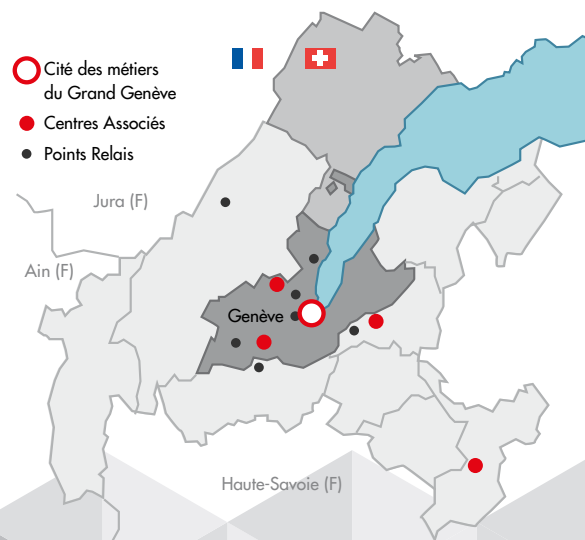 Cité des métiers
du Grand Genève
Centres Associés
Points Relais
Jura (F)
Ain (F)
Genève
Haute-Savoie (F)